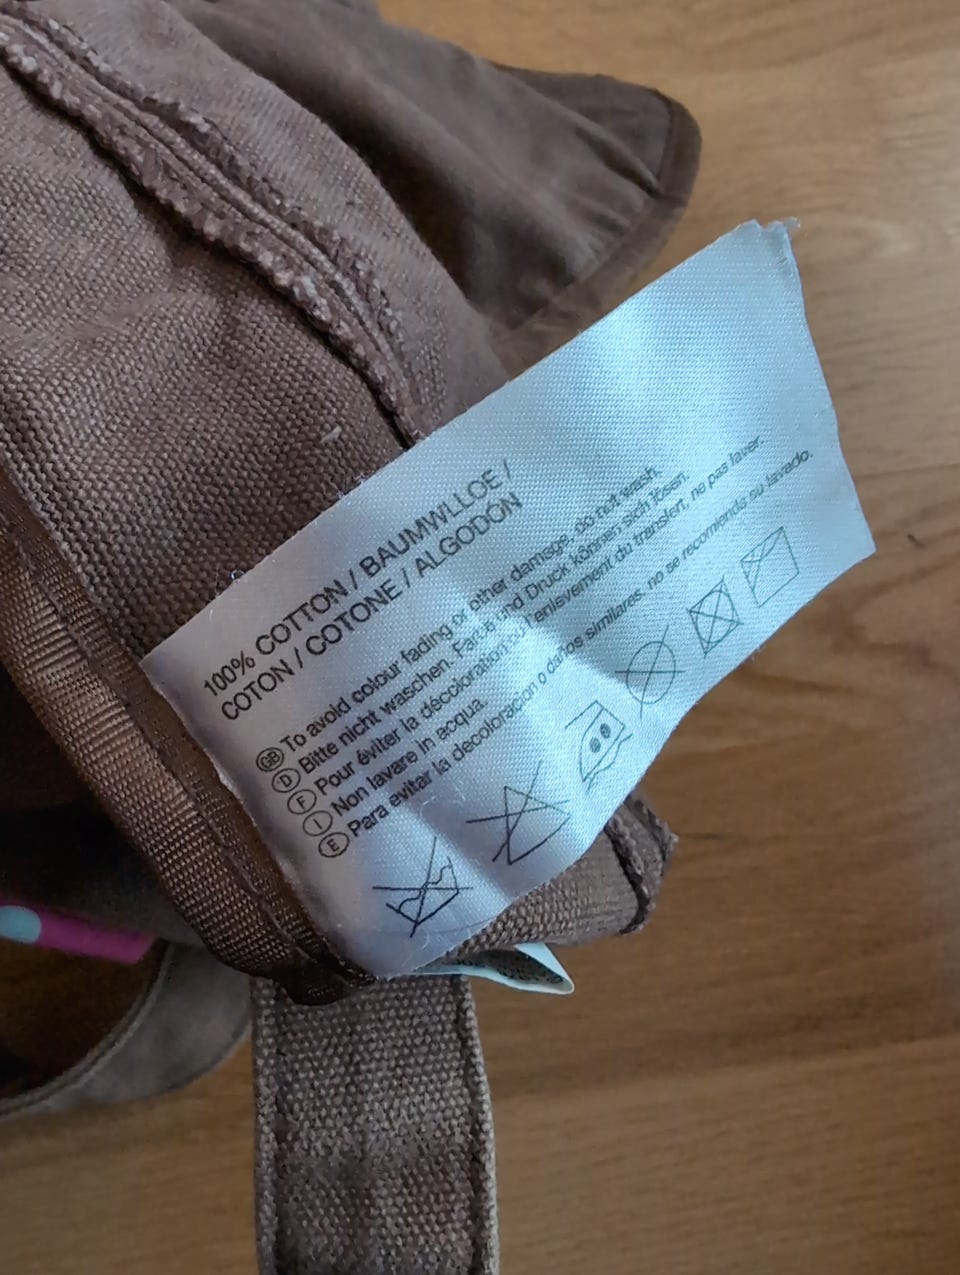 100% COTTON / BAUMWLLOE /
COTON / COTONE / ALGODÓN
GB To avoid colour fading or other damage, do not wash.
D Bitte nicht waschen. Farbe und Druck können sich lösen.
F Pour éviter la décoloration ou l'enlèvement du transfert, ne pas laver.
I Non lavare in acqua.
E Para evitar la decoloración o daños similares, no se recomienda su lavado.